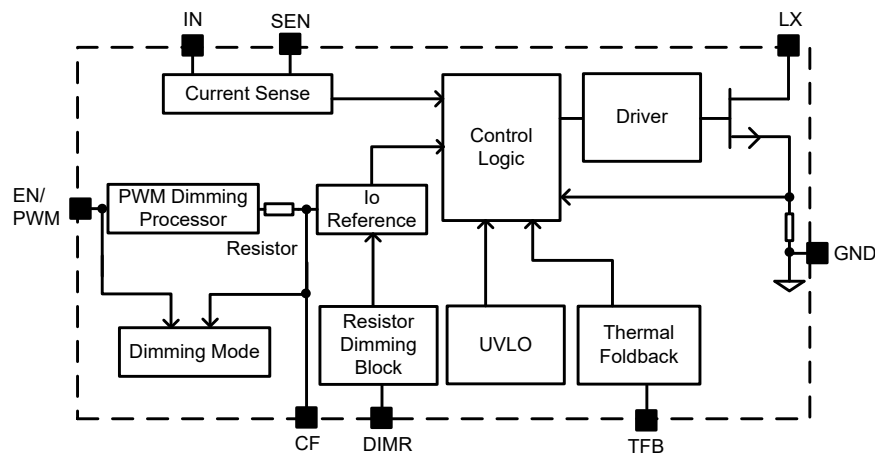 IN
SEN
LX
Current Sense
Control
Logic
Driver
EN/
PWM
PWM Dimming
Processor
Resistor
Io
Reference
GND
Dimming Mode
Resistor
Dimming
Block
UVLO
Thermal
Foldback
CF
DIMR
TFB